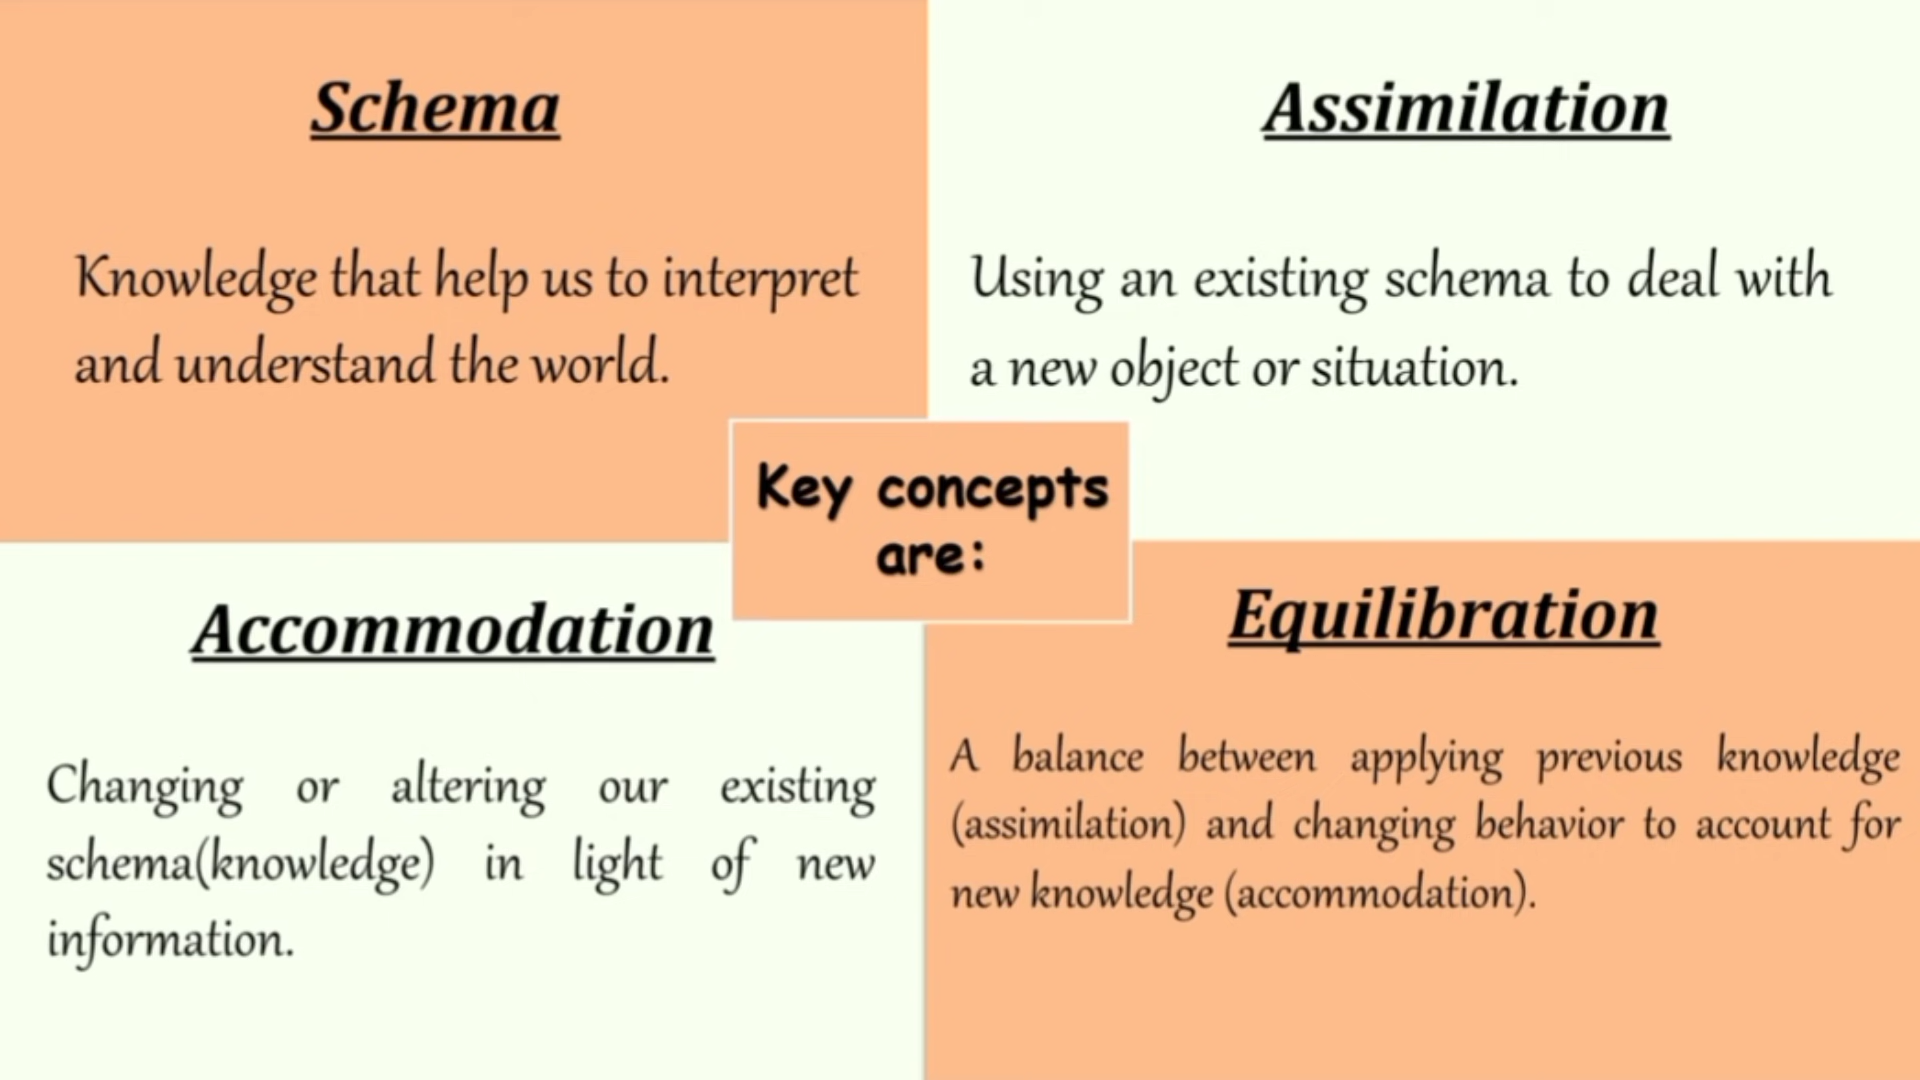 Schema
Knowledge that help us to interpret
and understand the world.
Assimilation
Using an existing schema to deal with
a new object or situation.
Key concepts
are:
Accommodation
Changing or altering our existing
schema(knowledge) in light of new
information.
Equilibration
A balance between applying previous knowledge
(assimilation) and changing behavior to account for
new knowledge (accommodation).